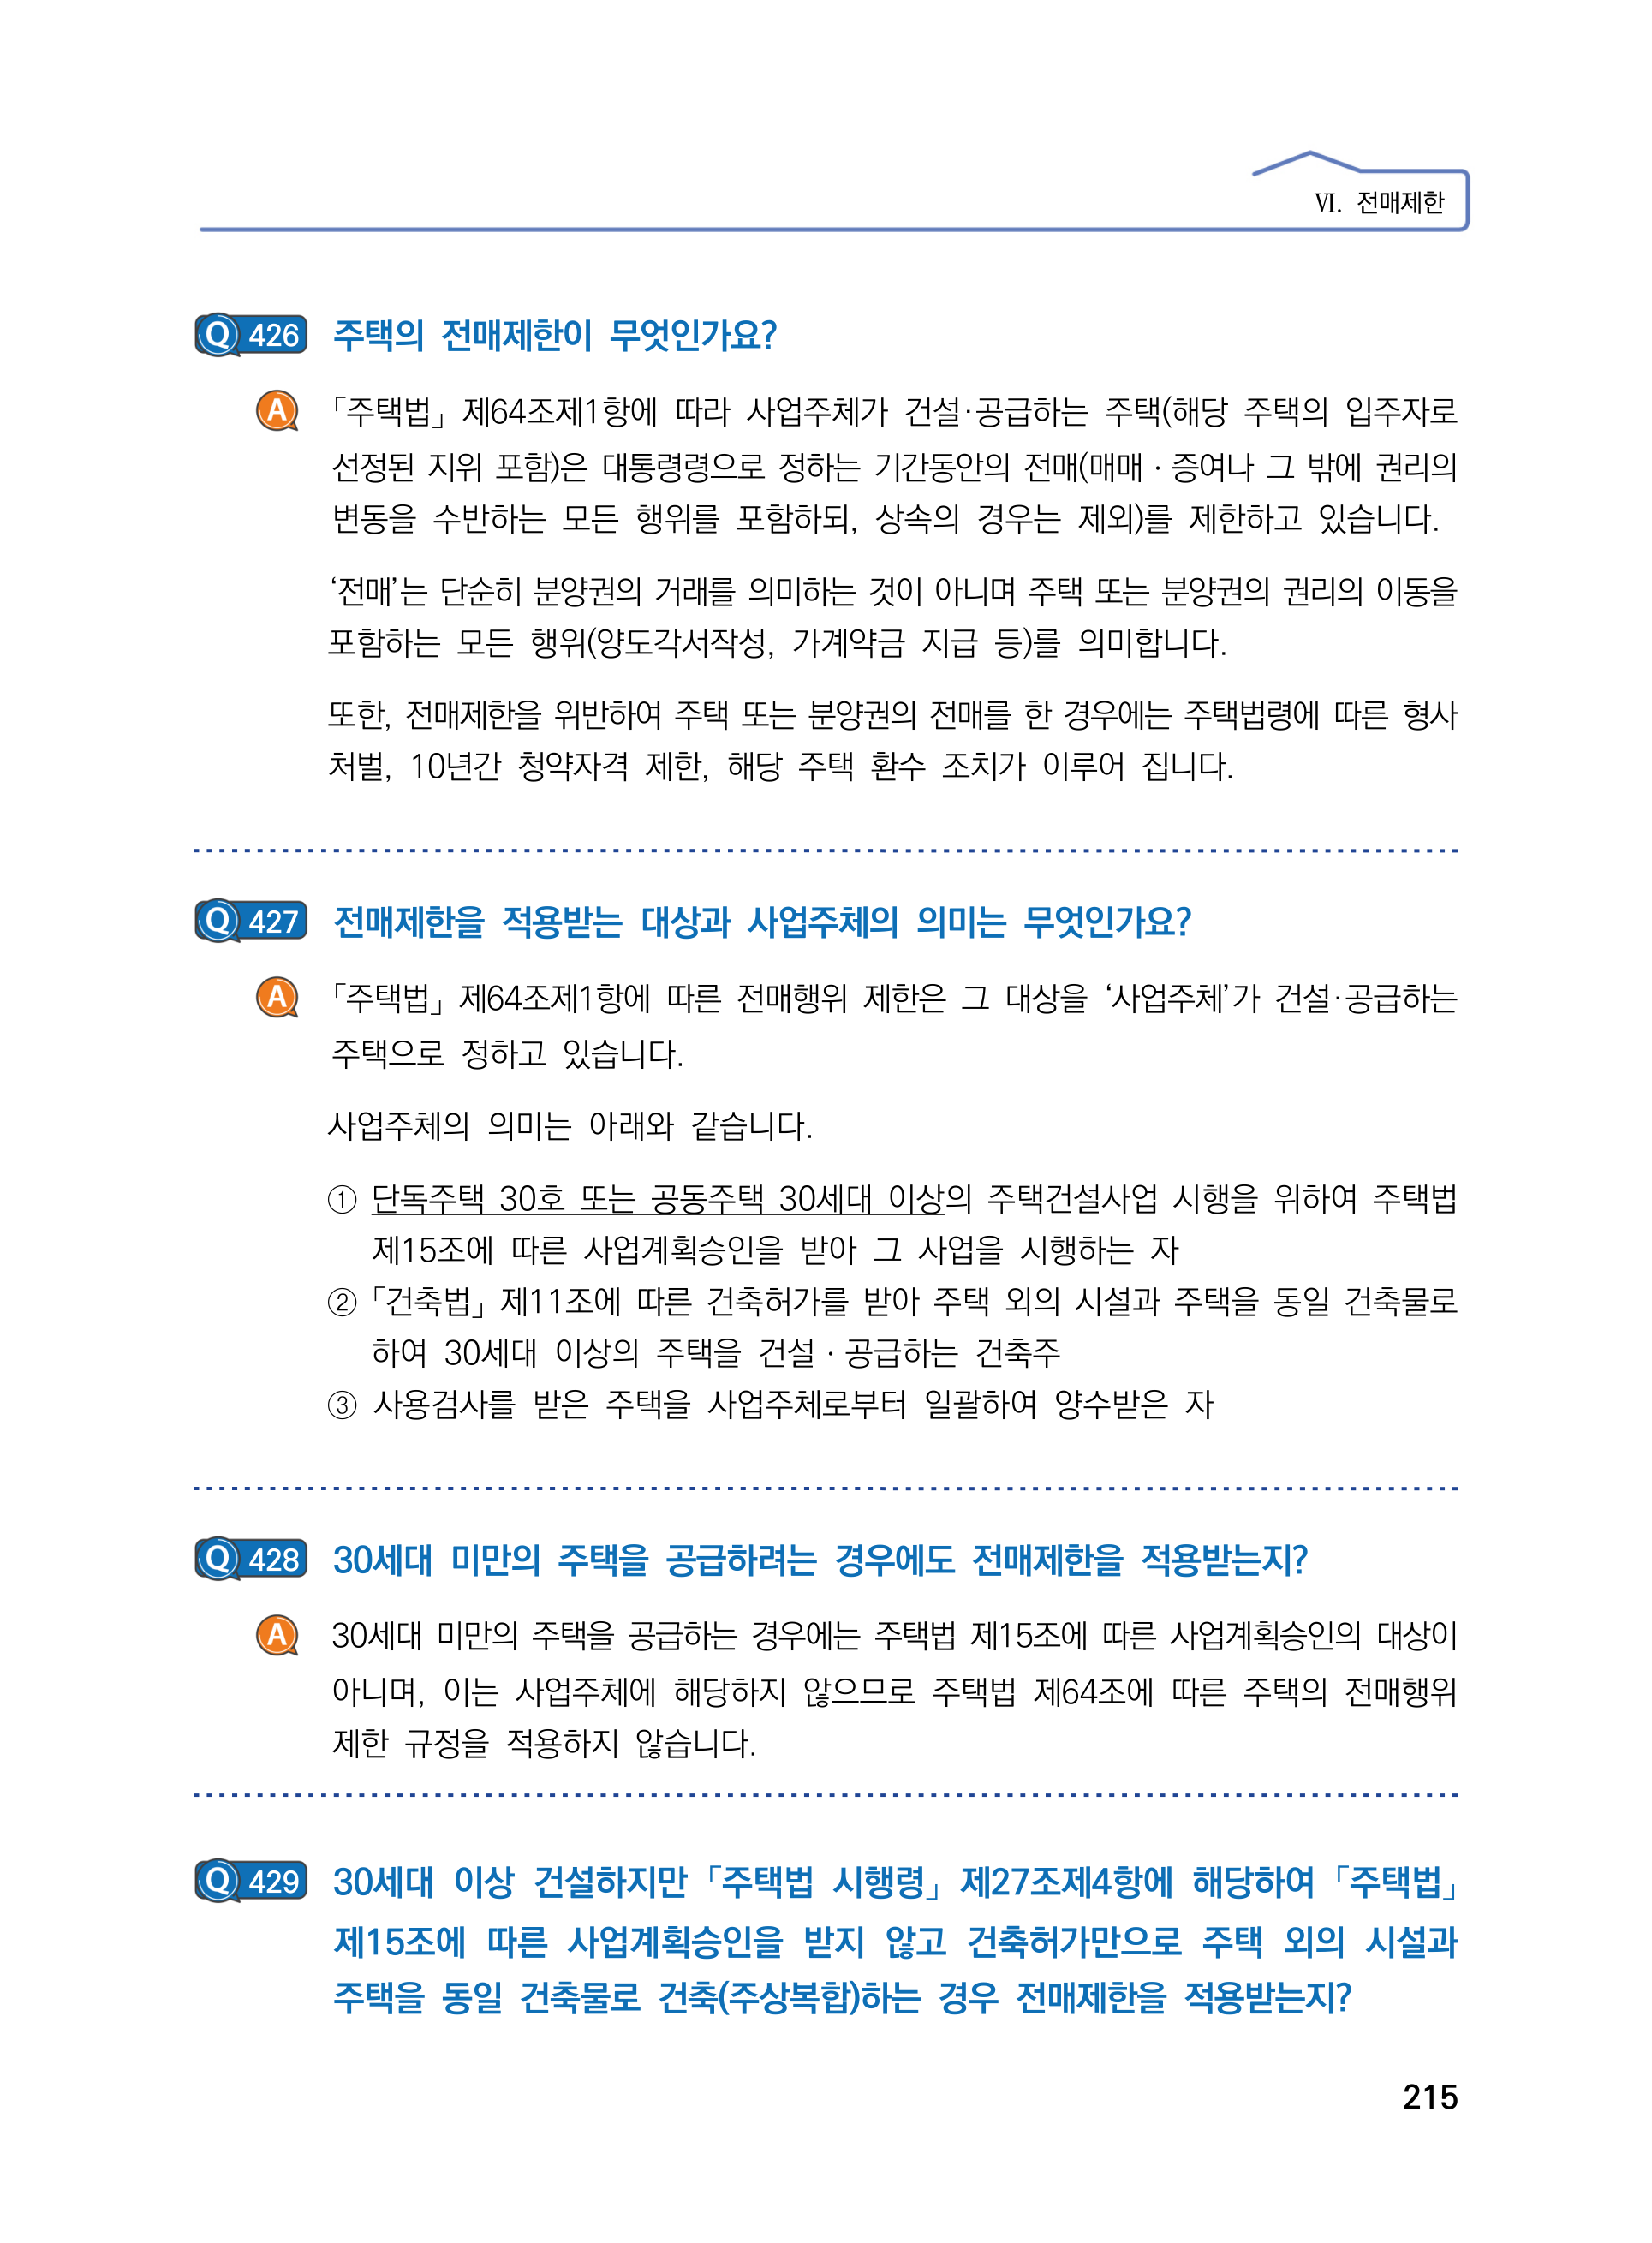 Ⅵ. 전매제한
Q 426 주택의 전매제한이 무엇인가요?
A 「주택법」 제64조제1항에 따라 사업주체가 건설·공급하는 주택(해당 주택의 입주자로
선정된 지위 포함)은 대통령령으로 정하는 기간동안의 전매(매매 · 증여나 그 밖에 권리의
변동을 수반하는 모든 행위를 포함하되, 상속의 경우는 제외)를 제한하고 있습니다.
‘전매’는 단순히 분양권의 거래를 의미하는 것이 아니며 주택 또는 분양권의 권리의 이동을
포함하는 모든 행위(양도각서작성, 가계약금 지급 등)를 의미합니다.
또한, 전매제한을 위반하여 주택 또는 분양권의 전매를 한 경우에는 주택법령에 따른 형사
처벌, 10년간 청약자격 제한, 해당 주택 환수 조치가 이루어 집니다.
Q 427 전매제한을 적용받는 대상과 사업주체의 의미는 무엇인가요?
A 「주택법」 제64조제1항에 따른 전매행위 제한은 그 대상을 ‘사업주체’가 건설·공급하는
주택으로 정하고 있습니다.
사업주체의 의미는 아래와 같습니다.
① 단독주택 30호 또는 공동주택 30세대 이상의 주택건설사업 시행을 위하여 주택법
제15조에 따른 사업계획승인을 받아 그 사업을 시행하는 자
② 「건축법」 제11조에 따른 건축허가를 받아 주택 외의 시설과 주택을 동일 건축물로
하여 30세대 이상의 주택을 건설 · 공급하는 건축주
③ 사용검사를 받은 주택을 사업주체로부터 일괄하여 양수받은 자
Q 428 30세대 미만의 주택을 공급하려는 경우에도 전매제한을 적용받는지?
A 30세대 미만의 주택을 공급하는 경우에는 주택법 제15조에 따른 사업계획승인의 대상이
아니며, 이는 사업주체에 해당하지 않으므로 주택법 제64조에 따른 주택의 전매행위
제한 규정을 적용하지 않습니다.
Q 429 30세대 이상 건설하지만 「주택법 시행령」 제27조제4항에 해당하여 「주택법」
제15조에 따른 사업계획승인을 받지 않고 건축허가만으로 주택 외의 시설과
주택을 동일 건축물로 건축(주상복합)하는 경우 전매제한을 적용받는지?
215